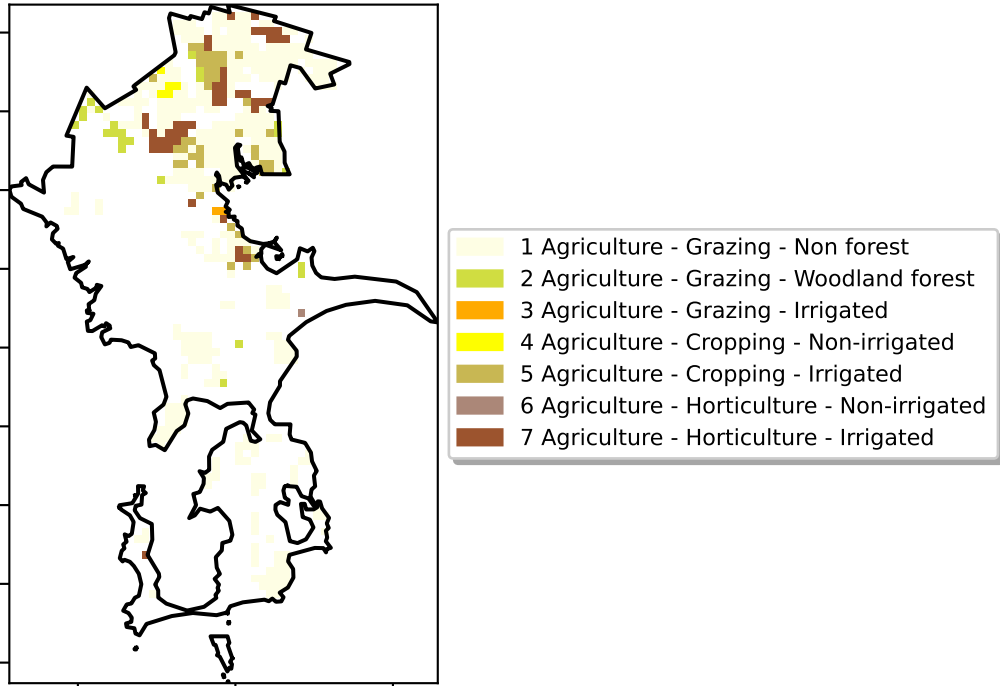 1 Agriculture - Grazing - Non forest
2 Agriculture - Grazing - Woodland forest
3 Agriculture - Grazing - Irrigated
4 Agriculture - Cropping - Non-irrigated
5 Agriculture - Cropping - Irrigated
6 Agriculture - Horticulture - Non-irrigated
7 Agriculture - Horticulture - Irrigated